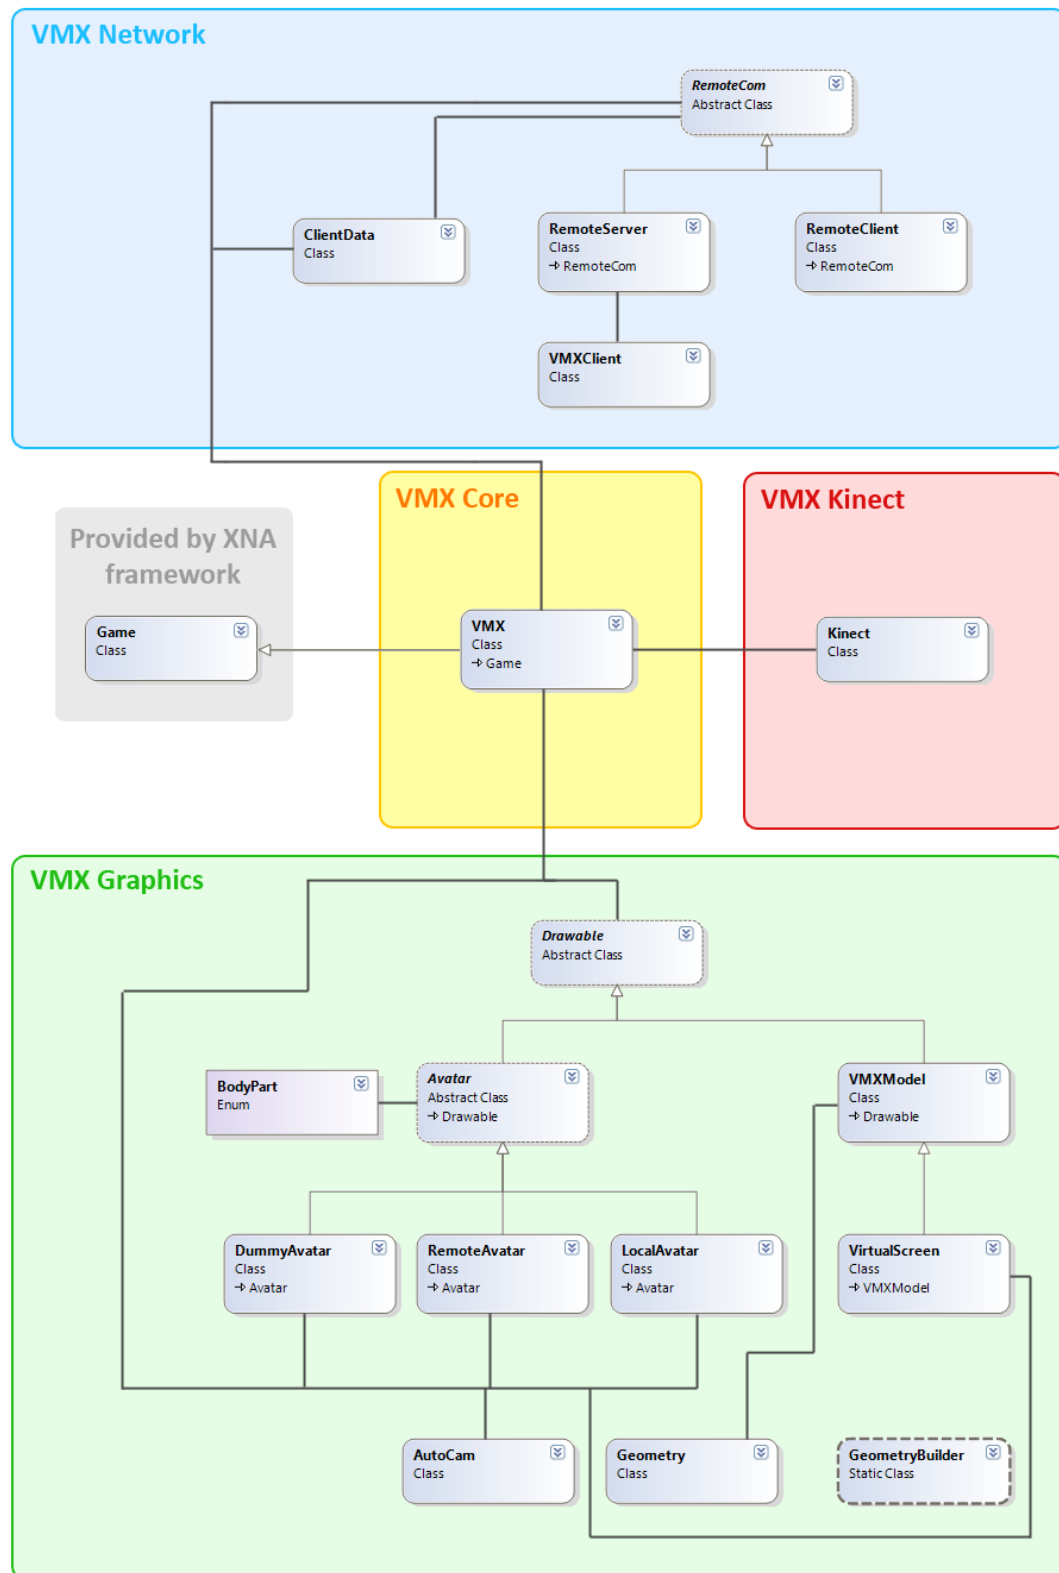 VMX Network
RemoteCom
Abstract Class
ClientData
Class
RemoteServer
Class
RemoteCom
RemoteClient
Class
RemoteCom
VMXClient
Class
VMX Core
VMX Kinect
Provided by XNA
framework
Game
Class
VMX
Class
Game
Kinect
Class
VMX Graphics
Drawable
Abstract Class
BodyPart
Enum
Avatar
Abstract Class
Drawable
VMXModel
Class
Drawable
DummyAvatar
Class
Avatar
RemoteAvatar
Class
Avatar
LocalAvatar
Class
Avatar
VirtualScreen
Class
VMXModel
AutoCam
Class
Geometry
Class
GeometryBuilder
Static Class